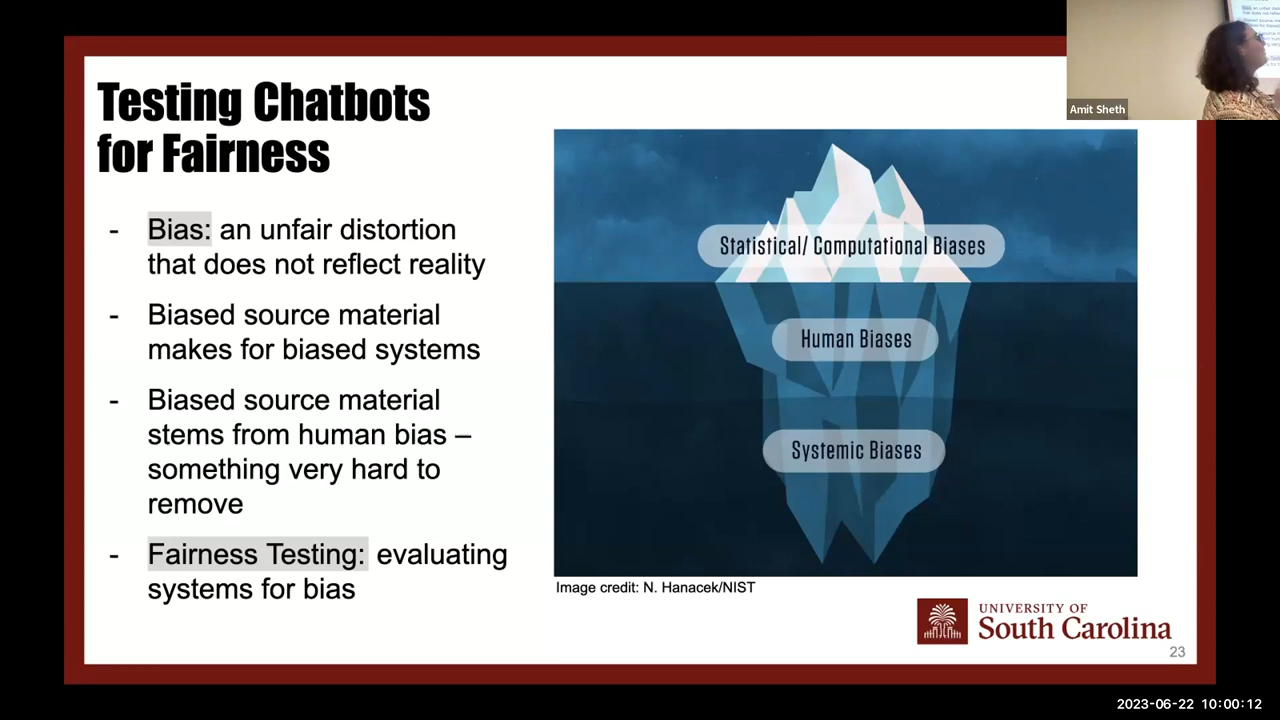 Testing Chatbots
for Fairness
- Bias: an unfair distortion
that does not reflect reality
- Biased source material
makes for biased systems
- Biased source material
stems from human bias –
something very hard to
remove
- Fairness Testing: evaluating
systems for bias
Statistical/ Computational Biases
Human Biases
Systemic Biases
Image credit: N. Hanacek/NIST
UNIVERSITY OF
South Carolina
23
Amit Sheth
2023-06-22 10:00:12